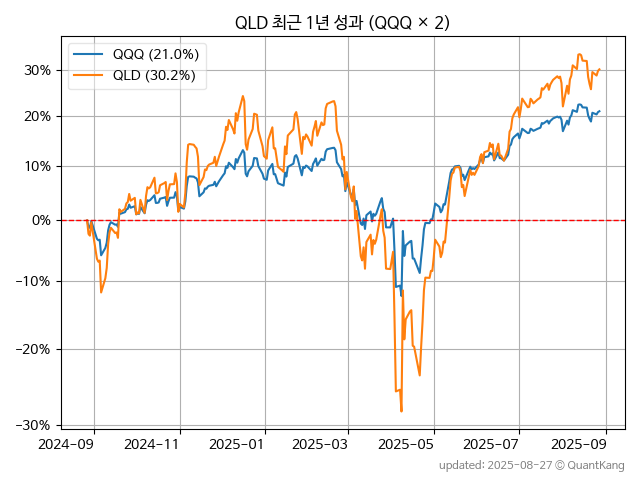 QLD 최근 1년 성과 (QQQ × 2)
QQQ (21.0%)
QLD (30.2%)
30%
20%
10%
0%
−10%
−20%
−30%
2024-09 2024-11 2025-01 2025-03 2025-05 2025-07 2025-09
updated: 2025-08-27 © QuantKang